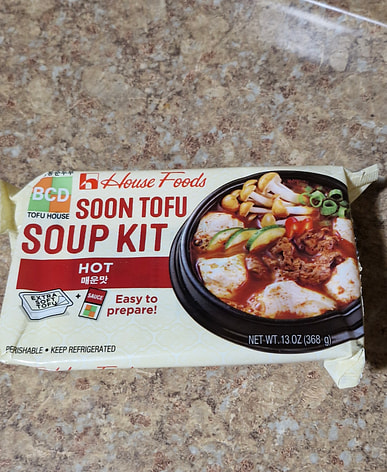 BCD
TOFU HOUSE
House Foods
SOON TOFU
SOUP KIT
HOT
매운맛
EXTRA
SOFT
TOFU
+
SAUCE
Easy to
prepare!
NET WT. 13 OZ (368 g)
PERISHABLE • KEEP REFRIGERATED